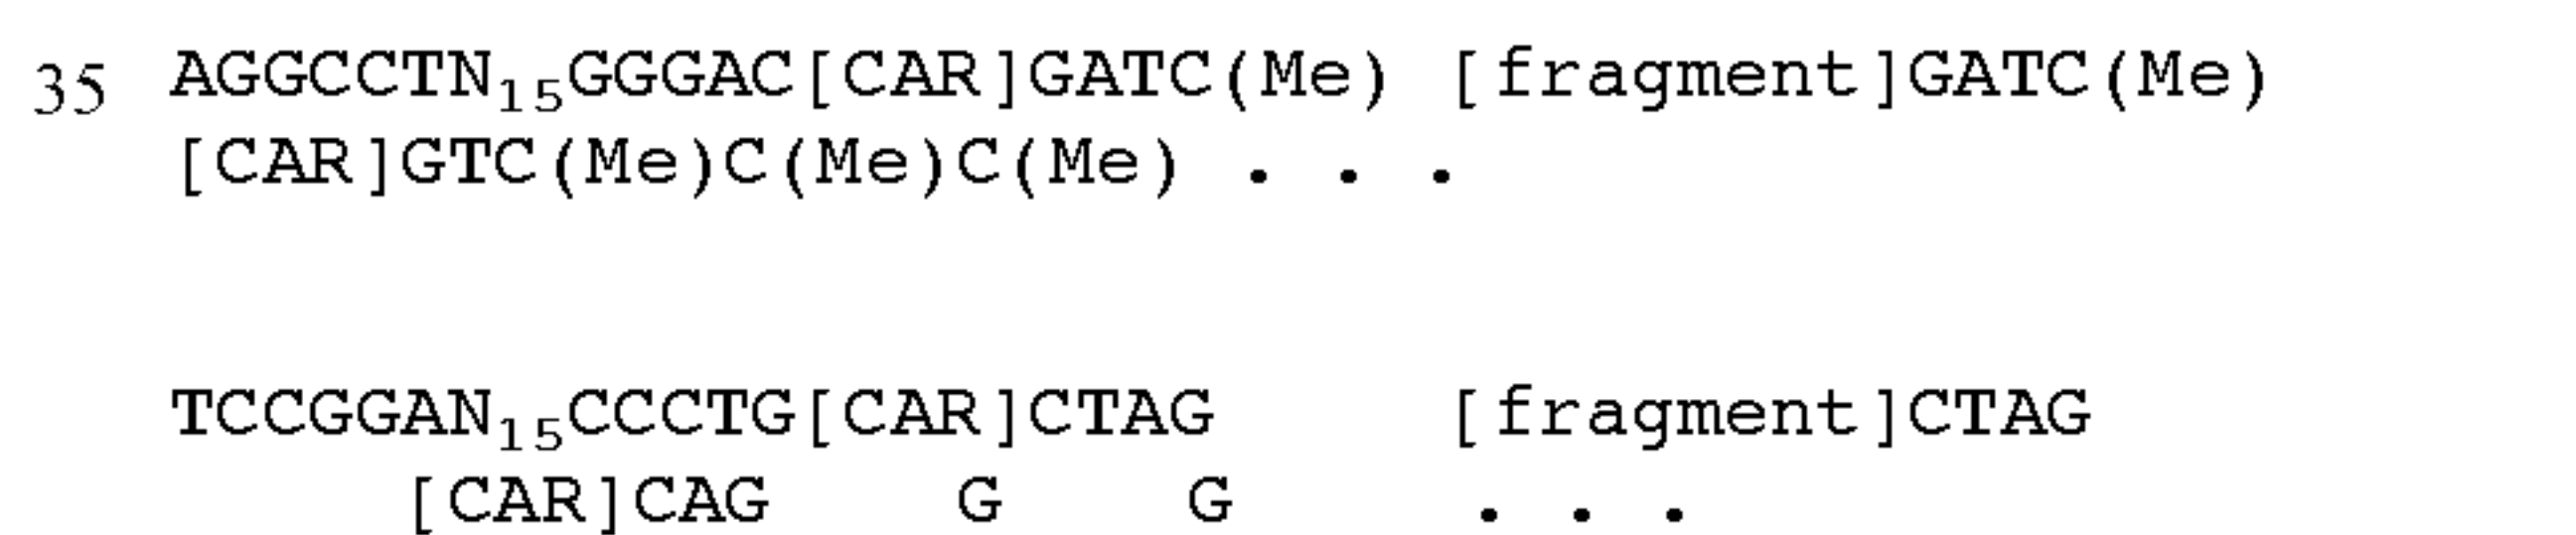 35 AGGCCTN₁₅GGGAC[CAR]GATC(Me) [fragment]GATC(Me)
[CAR]GTC(Me)C(Me)C(Me) . . .
TCCGGAN₁₅CCCTG[CAR]CTAG [fragment]CTAG
[CAR]CAG G G . . .